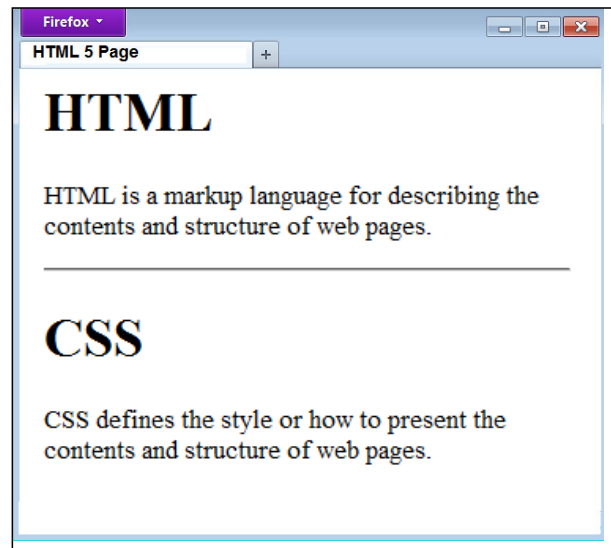 Firefox
HTML 5 Page
HTML
HTML is a markup language for describing the
contents and structure of web pages.
CSS
CSS defines the style or how to present the
contents and structure of web pages.